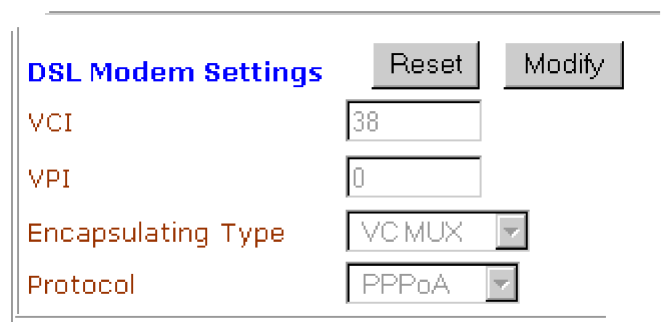 DSL Modem Settings Reset Modify
VCI 38
VPI 0
Encapsulating Type VC MUX
Protocol PPPoA